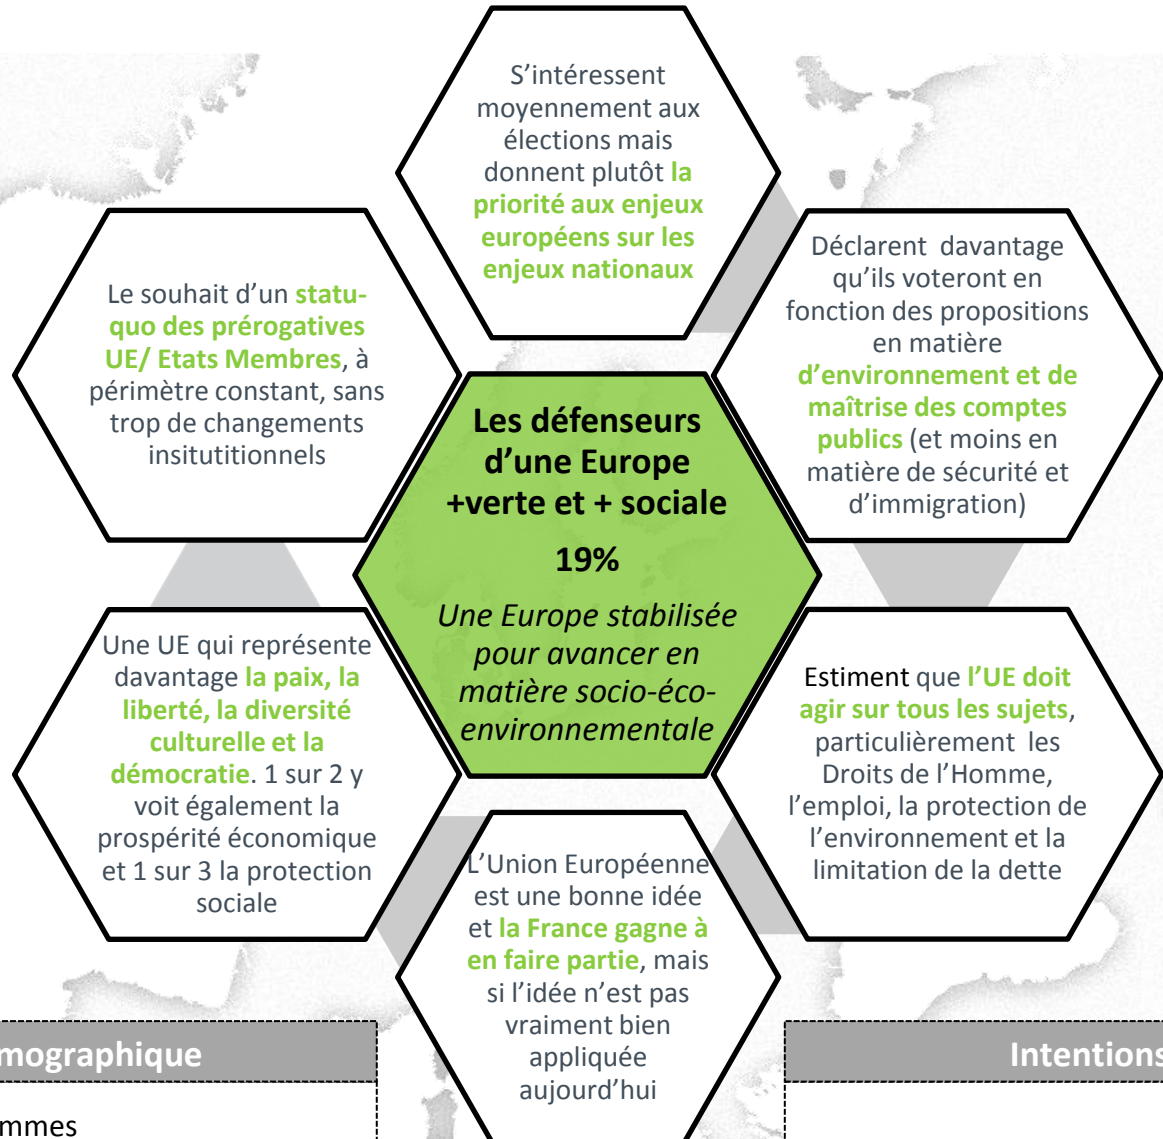 S’intéressent
moyennement aux
élections mais
donnent plutôt la
priorité aux enjeux
européens sur les
enjeux nationaux
Déclarent davantage
qu’ils voteront en
fonction des propositions
en matière
d’environnement et de
maîtrise des comptes
publics (et moins en
matière de sécurité et
d’immigration)
Le souhait d’un statu-
quo des prérogatives
UE/ Etats Membres, à
périmètre constant, sans
trop de changements
insitutitionnels
Les défenseurs
d’une Europe
+verte et + sociale
19%
Une Europe stabilisée
pour avancer en
matière socio-éco-
environnementale
Une UE qui représente
davantage la paix, la
liberté, la diversité
culturelle et la
démocratie. 1 sur 2 y
voit également la
prospérité économique
et 1 sur 3 la protection
sociale
Estiment que l’UE doit
agir sur tous les sujets,
particulièrement les
Droits de l’Homme,
l’emploi, la protection de
l’environnement et la
limitation de la dette
L’Union Européenne
est une bonne idée
et la France gagne à
en faire partie, mais
si l’idée n’est pas
vraiment bien
appliquée
aujourd’hui
mographique
Intentions
mmes